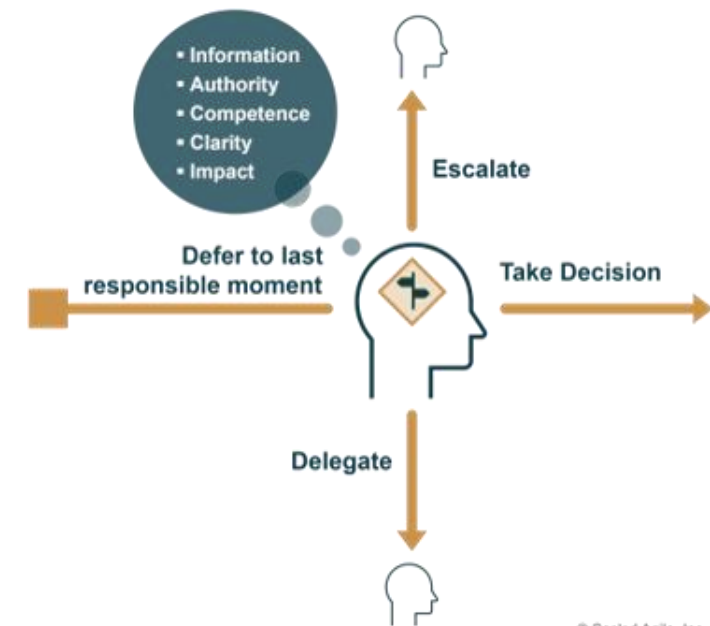 ▪ Information
▪ Authority
▪ Competence
▪ Clarity
▪ Impact
Escalate
Defer to last
responsible moment
Take Decision
Delegate